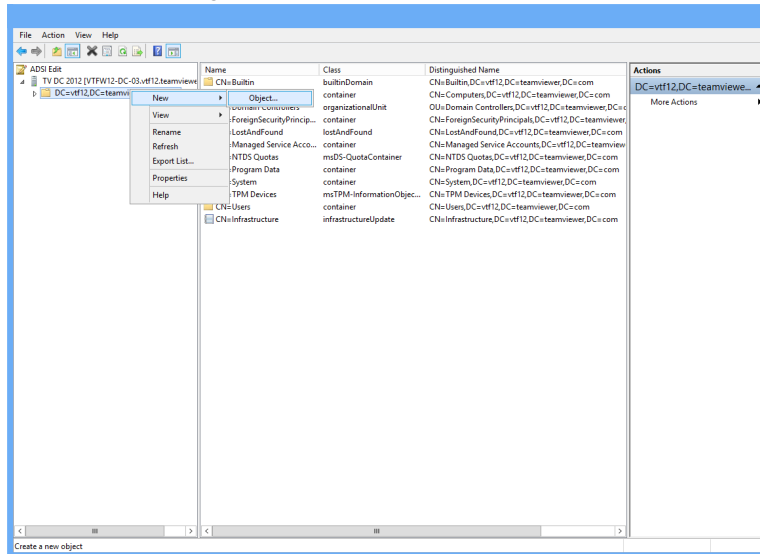 File Action View Help
ADSI Edit
TV DC 2012 [VTFW12-DC-03.vtf12.teamviewe
DC=vtf12,DC=teamvi
New
Object...
View
Rename
Refresh
Export List...
Properties
Help
Name Class Distinguished Name
CN=Builtin builtinDomain CN=Builtin,DC=vtf12,DC=teamviewer,DC=com
container CN=Computers,DC=vtf12,DC=teamviewer,DC=com
Domain Controllers organizationalUnit OU=Domain Controllers,DC=vtf12,DC=teamviewer,DC=c
=ForeignSecurityPrincip... container CN=ForeignSecurityPrincipals,DC=vtf12,DC=teamviewer,
=LostAndFound lostAndFound CN=LostAndFound,DC=vtf12,DC=teamviewer,DC=com
=Managed Service Acco... container CN=Managed Service Accounts,DC=vtf12,DC=teamview
=NTDS Quotas msDS-QuotaContainer CN=NTDS Quotas,DC=vtf12,DC=teamviewer,DC=com
=Program Data container CN=Program Data,DC=vtf12,DC=teamviewer,DC=com
=System container CN=System,DC=vtf12,DC=teamviewer,DC=com
=TPM Devices msTPM-InformationObjec... CN=TPM Devices,DC=vtf12,DC=teamviewer,DC=com
CN=Users container CN=Users,DC=vtf12,DC=teamviewer,DC=com
CN=Infrastructure infrastructureUpdate CN=Infrastructure,DC=vtf12,DC=teamviewer,DC=com
Actions
DC=vtf12,DC=teamviewe...
More Actions
Create a new object